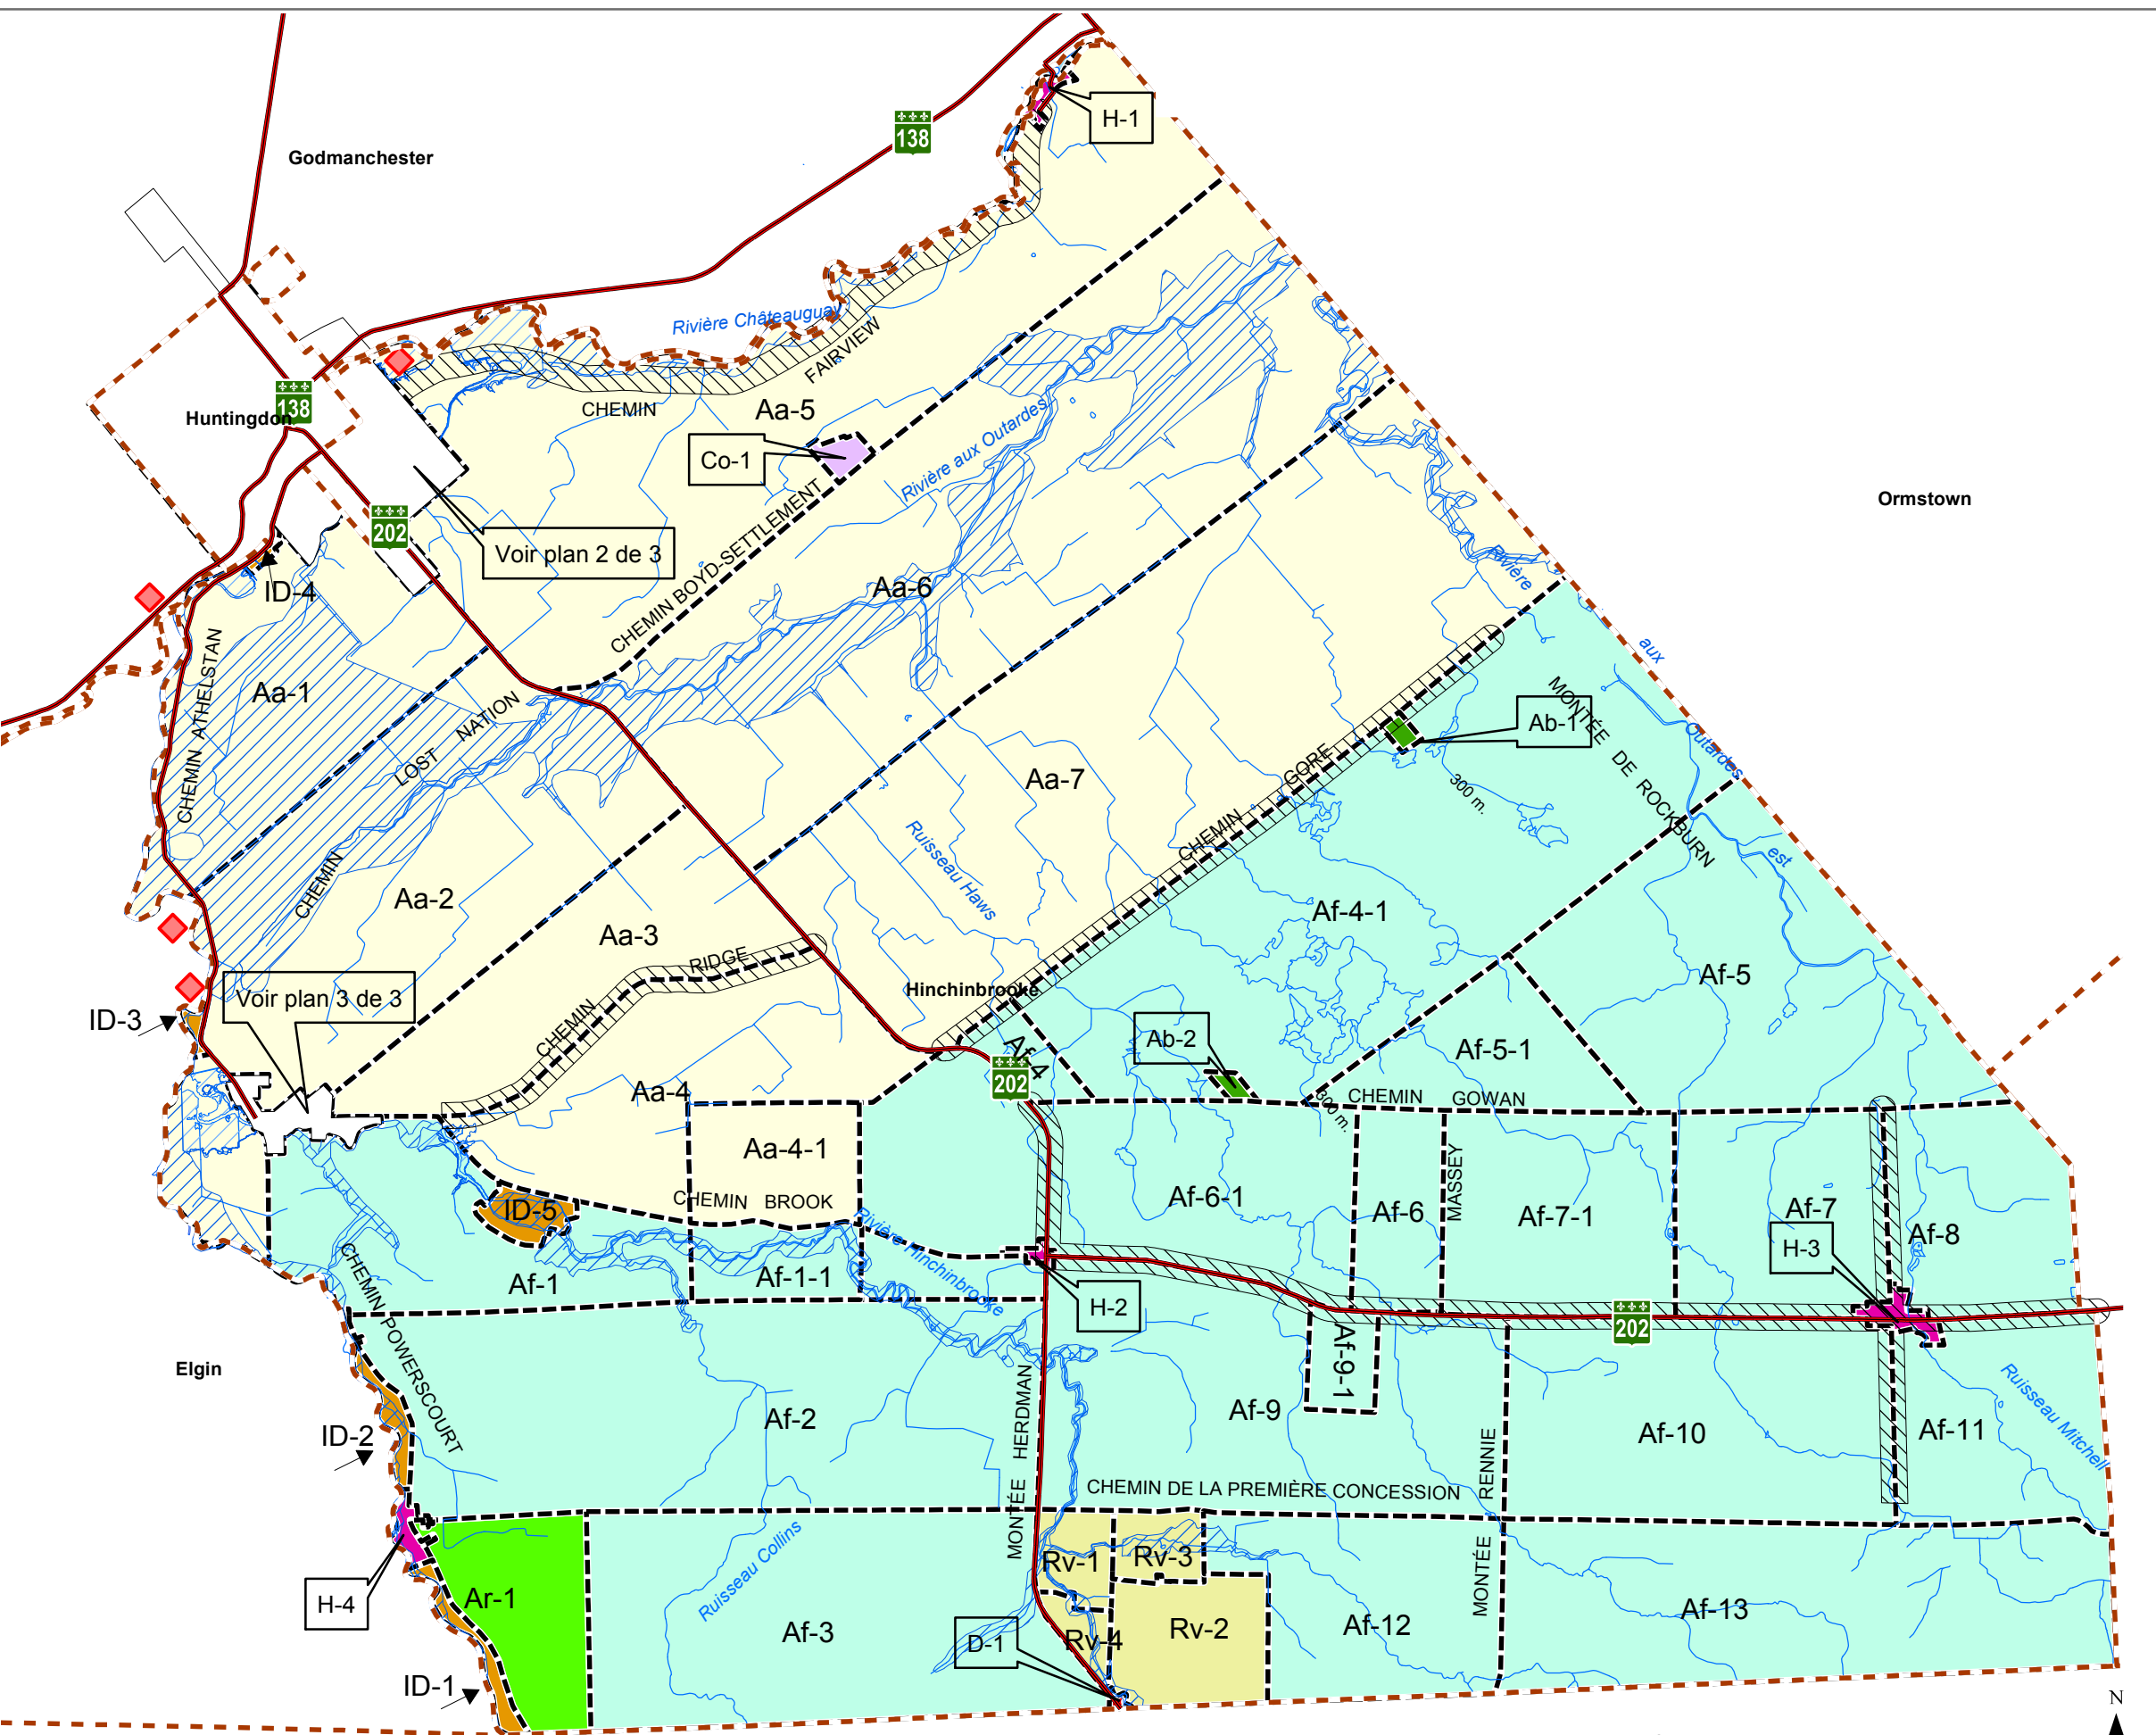 H-1
138
Godmanchester
Rivière Châteauguay
FAIRVIEW
CHEMIN
Aa-5
138
Huntingdon
Co-1
Rivière aux Outardes
Ormstown
202
Voir plan 2 de 3
CHEMIN BOYD-SETTLEMENT
Aa-6
Rivière
aux
Outardes
est
ID-4
CHEMIN ATHELSTAN
Aa-1
CHEMIN LOST NATION
Ab-1
MONTÉE DE ROCKBURN
300 m.
Aa-7
CHEMIN GORE
Ruisseau Haws
Aa-2
Aa-3
Af-4-1
CHEMIN RIDGE
Af-5
Hinchinbrooke
Voir plan 3 de 3
ID-3
Af-4
Ab-2
Af-5-1
202
Aa-4
300 m.
CHEMIN GOWAN
Aa-4-1
CHEMIN BROOK
ID-5
Af-6-1
Af-6
MASSEY
Af-7-1
Af-7
Af-8
H-3
Rivière Hinchinbrooke
Af-1
Af-1-1
H-2
202
CHEMIN POWERSCOURT
Elgin
Af-9-1
Ruisseau Mitchell
Af-2
MONTÉE HERDMAN
Af-9
Af-10
Af-11
ID-2
MONTÉE RENNIE
CHEMIN DE LA PREMIÈRE CONCESSION
Ruisseau Collins
Rv-1
Rv-3
H-4
Ar-1
Af-3
D-1
Rv-4
Rv-2
Af-12
Af-13
ID-1
N